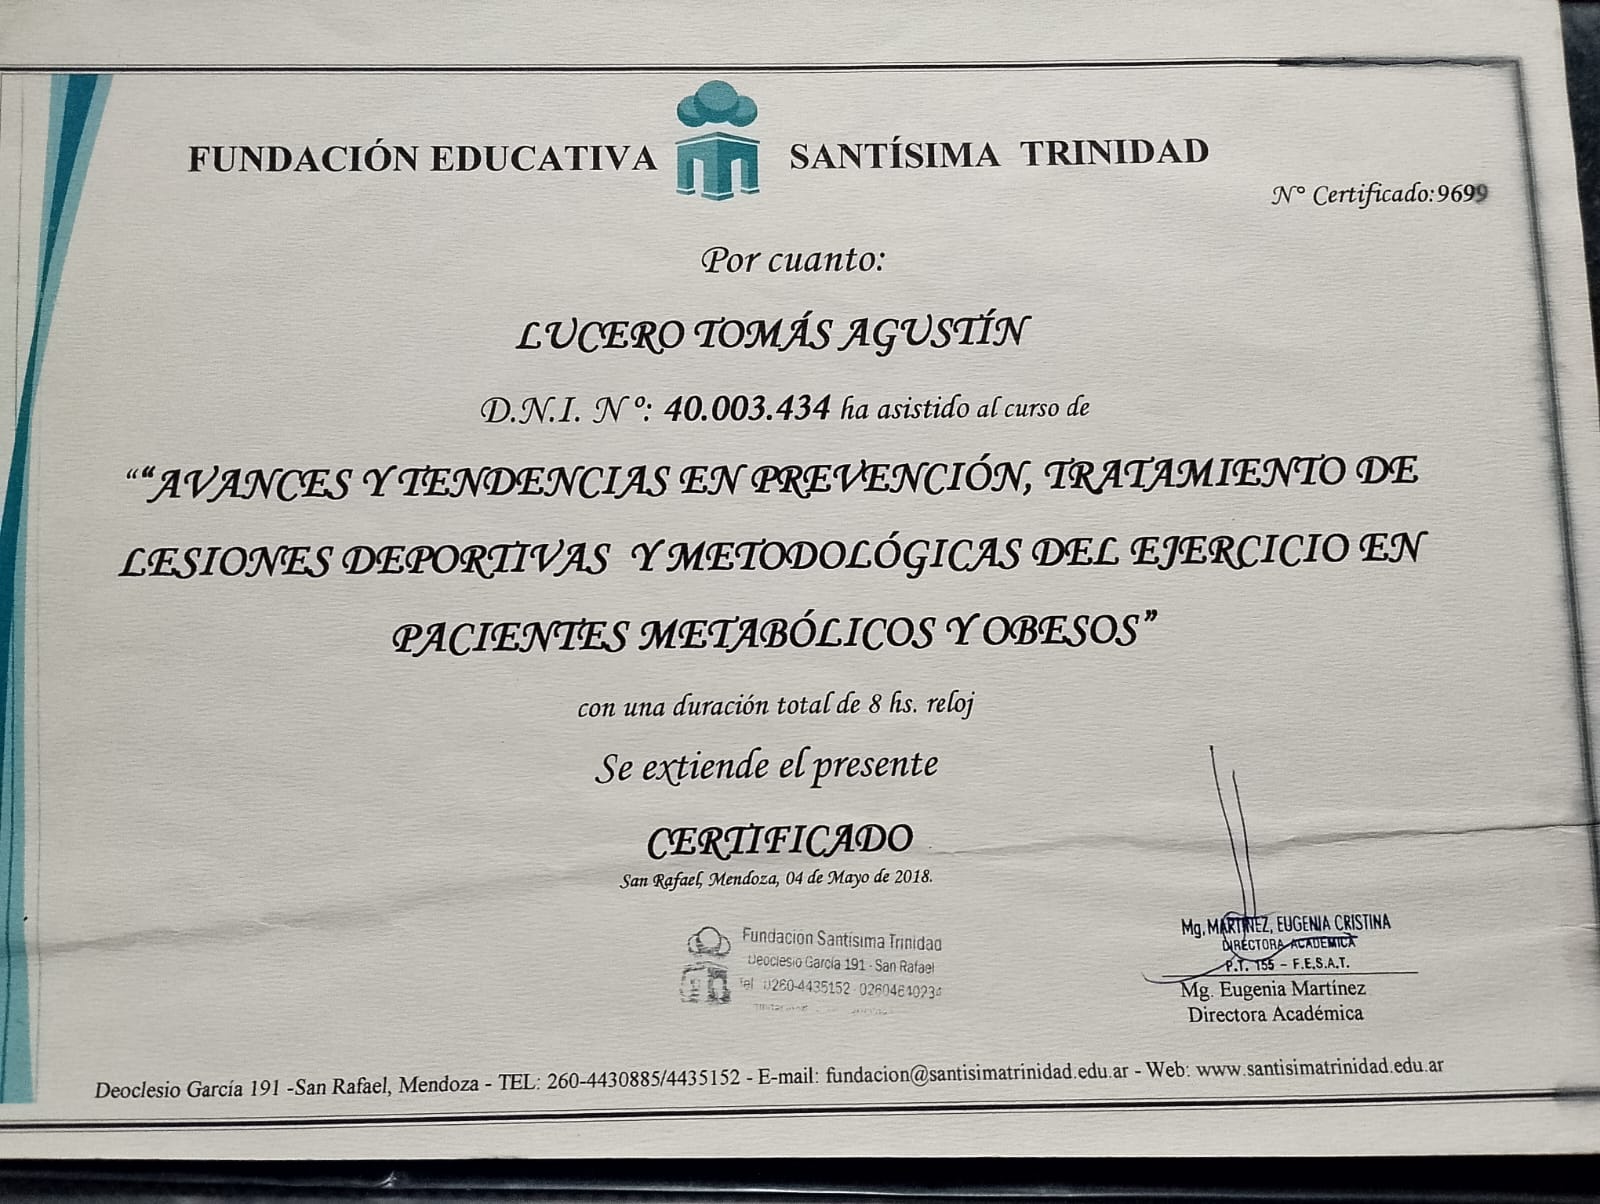 FUNDACIÓN EDUCATIVA SANTÍSIMA TRINIDAD
N° Certificado:9699
Por cuanto:
LUCERO TOMÁS AGUSTÍN
D.N.I. Nº: 40.003.434 ha asistido al curso de
““AVANCES Y TENDENCIAS EN PREVENCIÓN, TRATAMIENTO DE
LESIONES DEPORTIVAS Y METODOLÓGICAS DEL EJERCICIO EN
PACIENTES METABÓLICOS Y OBESOS”
con una duración total de 8 hs. reloj
Se extiende el presente
CERTIFICADO
San Rafael, Mendoza, 04 de Mayo de 2018.
Fundación Santísima Trinidad
Deoclesio García 191 - San Rafael
Tel 0260-4435152
Mg. MARTINEZ, EUGENIA CRISTINA
DIRECTORA ACADEMICA
P.T. 155 - F.E.S.A.T.
Mg. Eugenia Martínez
Directora Académica
Deoclesio García 191 -San Rafael, Mendoza - TEL: 260-4430885/4435152 - E-mail: fundacion@santisimatrinidad.edu.ar - Web: www.santisimatrinidad.edu.ar